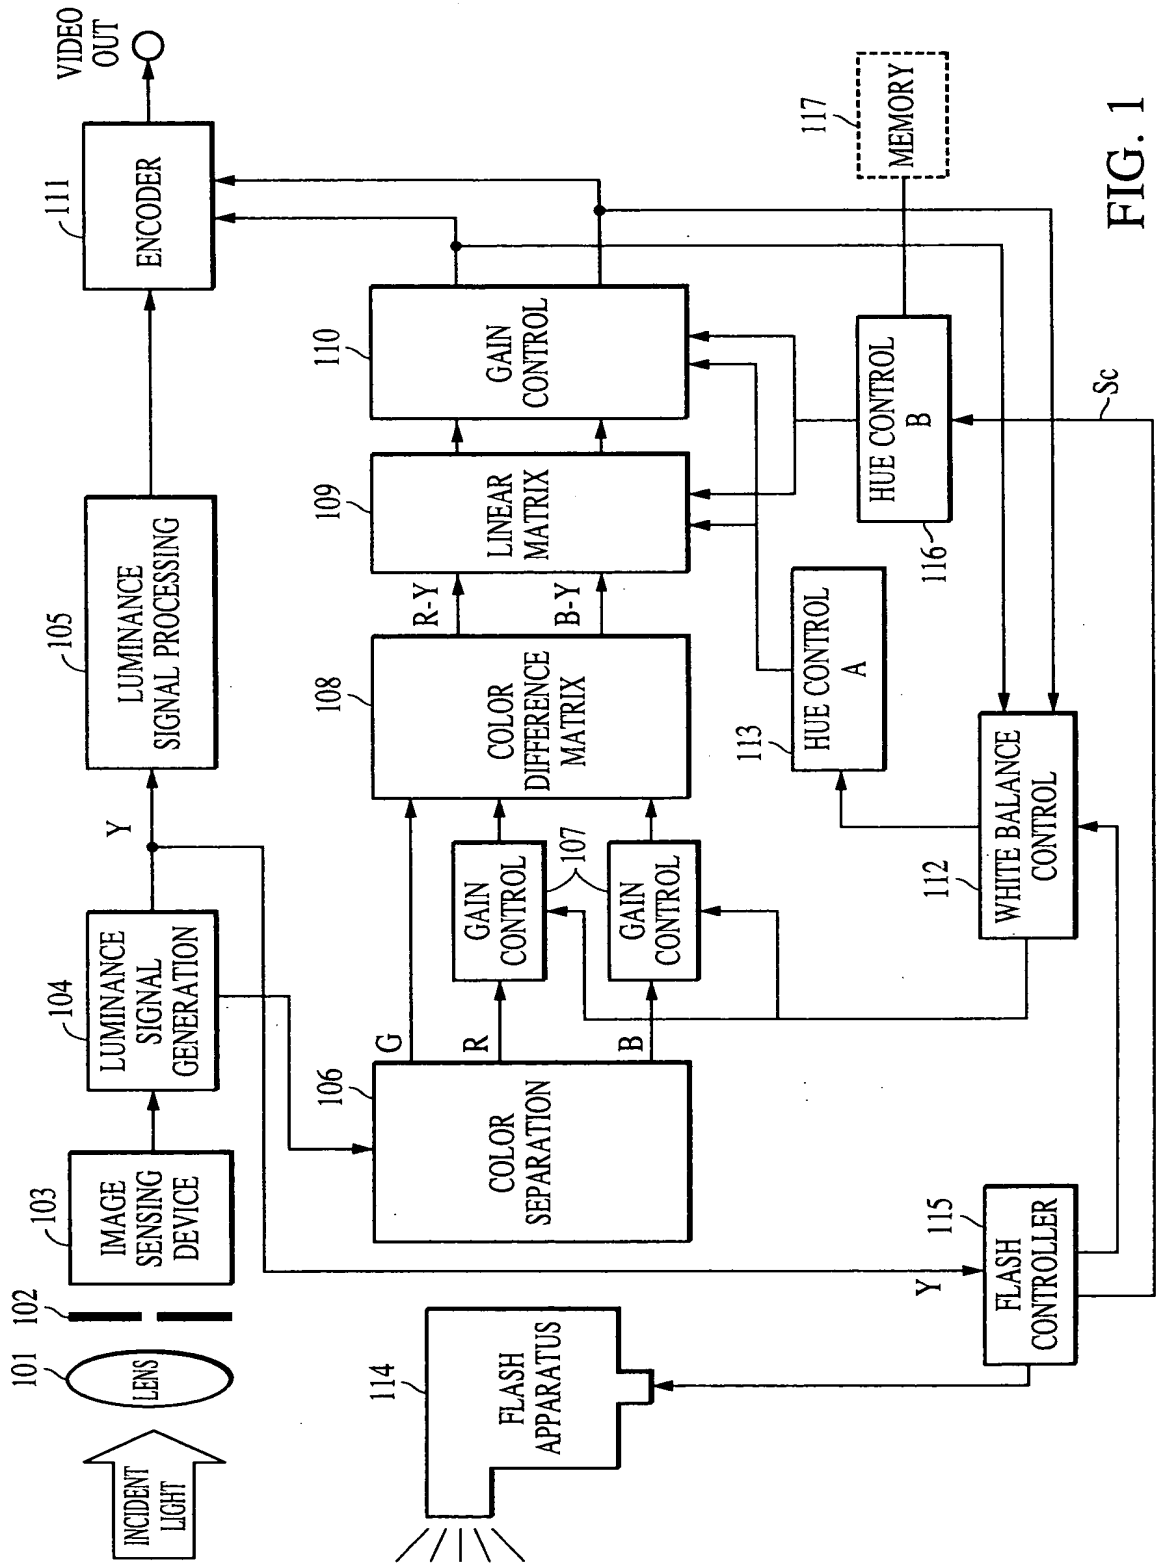 INCIDENT
LIGHT
101
LENS
102
103
IMAGE
SENSING
DEVICE
104
LUMINANCE
SIGNAL
GENERATION
Y
105
LUMINANCE
SIGNAL PROCESSING
111
ENCODER
VIDEO
OUT
106
COLOR
SEPARATION
G
R
B
GAIN
CONTROL
107
GAIN
CONTROL
108
COLOR
DIFFERENCE
MATRIX
R-Y
B-Y
109
LINEAR
MATRIX
110
GAIN
CONTROL
114
FLASH
APPARATUS
Y
115
FLASH
CONTROLLER
112
WHITE BALANCE
CONTROL
113
HUE CONTROL
A
116
HUE CONTROL
B
Sc
117
MEMORY
FIG. 1